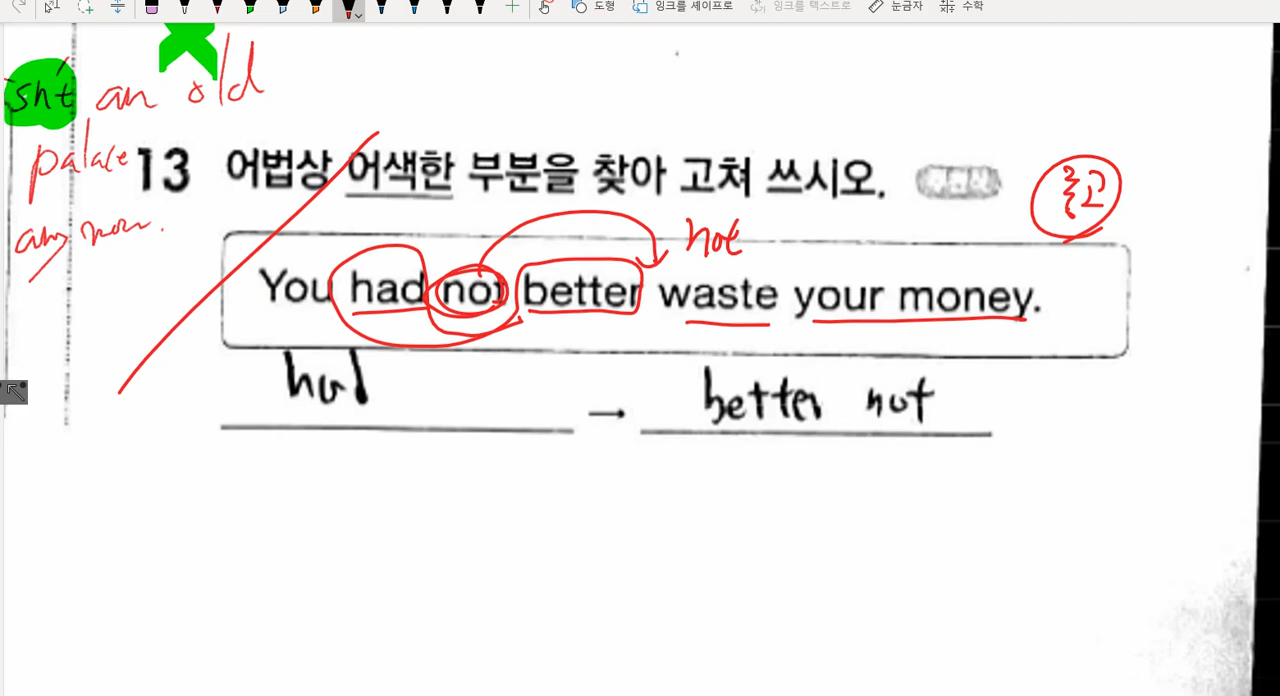 도형 잉크를 셰이프로 잉크를 텍스트로 눈금자 수학
sht an old
palace
any more.
13 어법상 어색한 부분을 찾아 고쳐 쓰시오.
not
You had not better waste your money.
had → better not